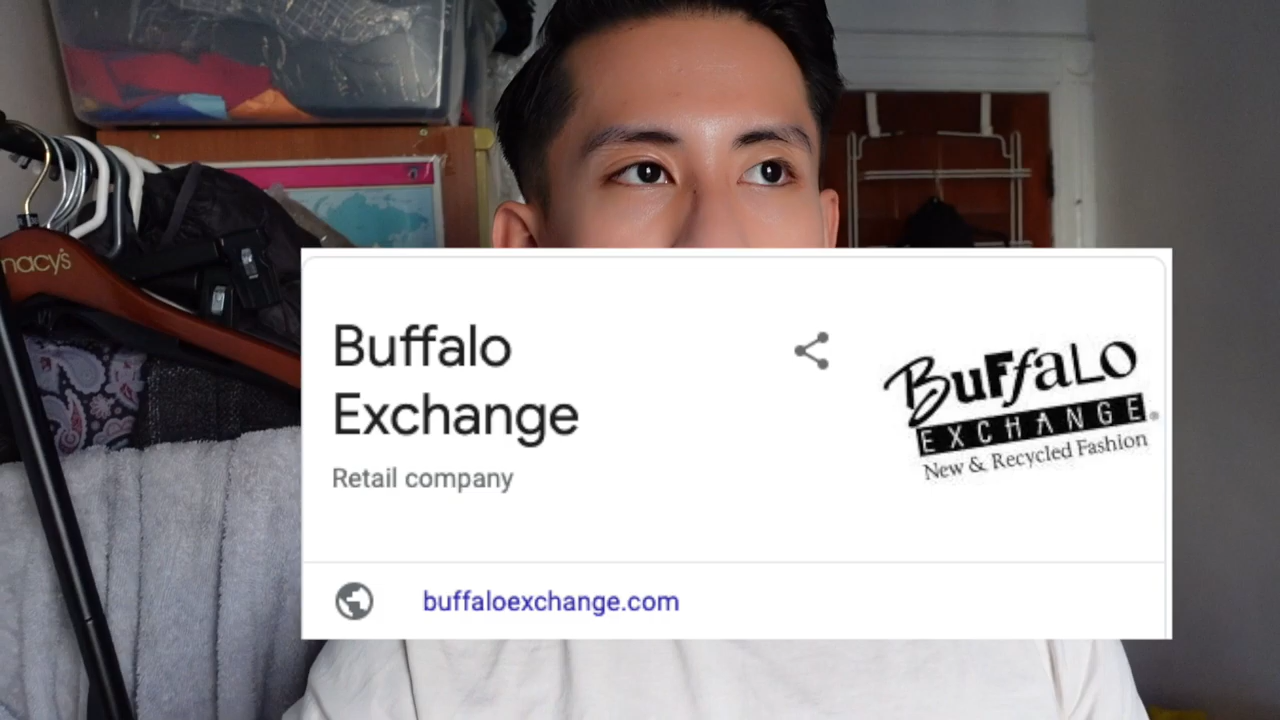 macy's
Buffalo
Exchange
Retail company
BuffaLo
EXCHANGE®
New & Recycled Fashion
buffaloexchange.com